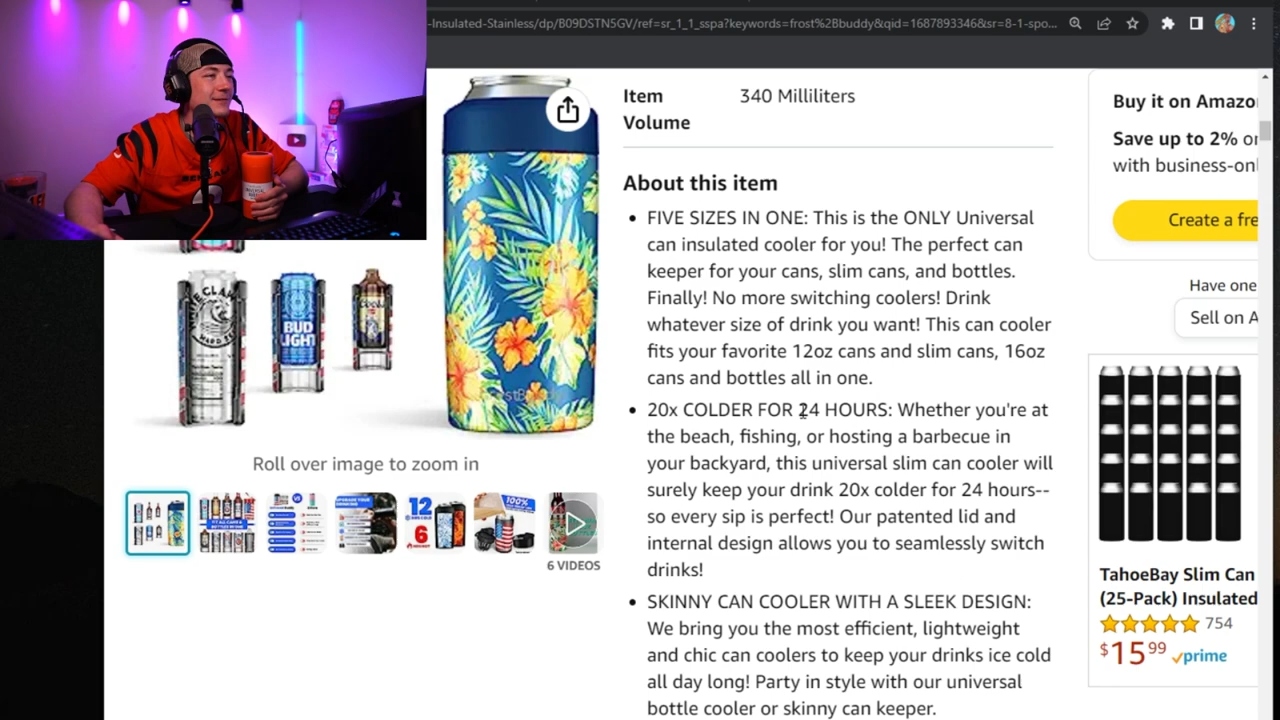 -Insulated-Stainless/dp/B09DSTN5GV/ref=sr_1_1_sspa?keywords=frost%2Bbuddy&qid=1687893346&sr=8-1-spo...
Item
Volume
340 Milliliters
About this item
FIVE SIZES IN ONE: This is the ONLY Universal
can insulated cooler for you! The perfect can
keeper for your cans, slim cans, and bottles.
Finally! No more switching coolers! Drink
whatever size of drink you want! This can cooler
fits your favorite 12oz cans and slim cans, 16oz
cans and bottles all in one.
20x COLDER FOR 24 HOURS: Whether you're at
the beach, fishing, or hosting a barbecue in
your backyard, this universal slim can cooler will
surely keep your drink 20x colder for 24 hours--
so every sip is perfect! Our patented lid and
internal design allows you to seamlessly switch
drinks!
SKINNY CAN COOLER WITH A SLEEK DESIGN:
We bring you the most efficient, lightweight
and chic can coolers to keep your drinks ice cold
all day long! Party in style with our universal
bottle cooler or skinny can keeper.
BUD
LIGHT
Roll over image to zoom in
12
6
100%
6 VIDEOS
Buy it on Amazo
Save up to 2% o
with business-onl
Create a fre
Have one
Sell on A
TahoeBay Slim Can
(25-Pack) Insulated
754
$15 99 prime